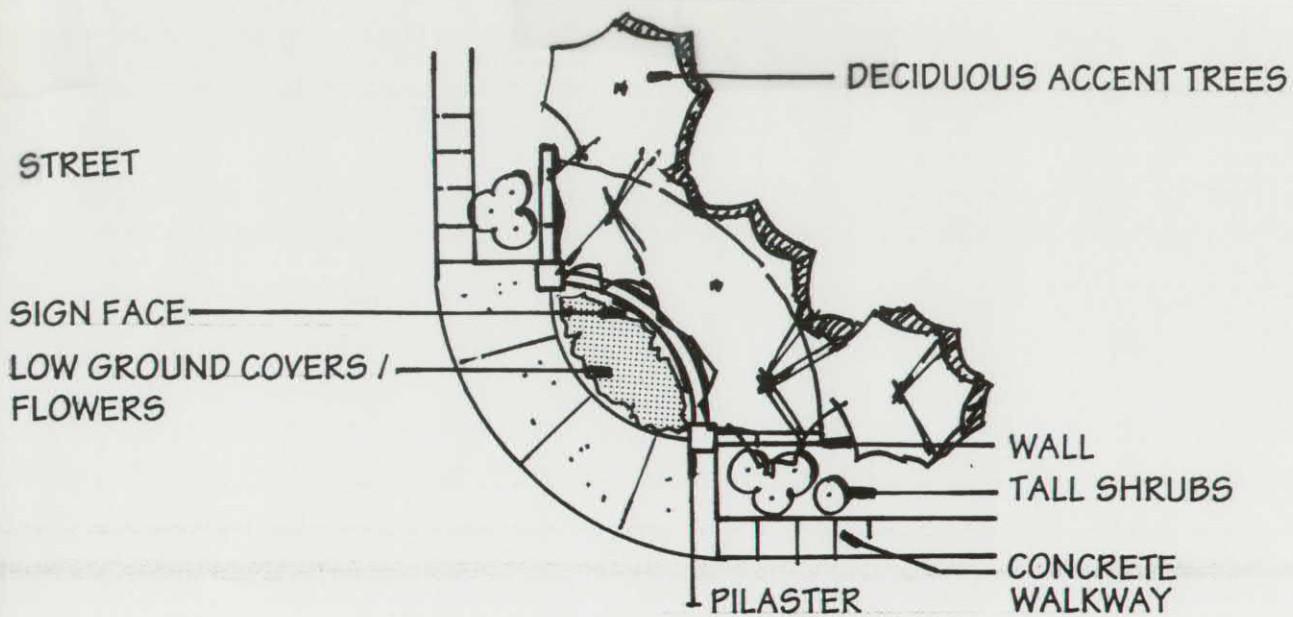 DECIDUOUS ACCENT TREES
STREET
SIGN FACE
LOW GROUND COVERS /
FLOWERS
WALL
TALL SHRUBS
CONCRETE
WALKWAY
PILASTER